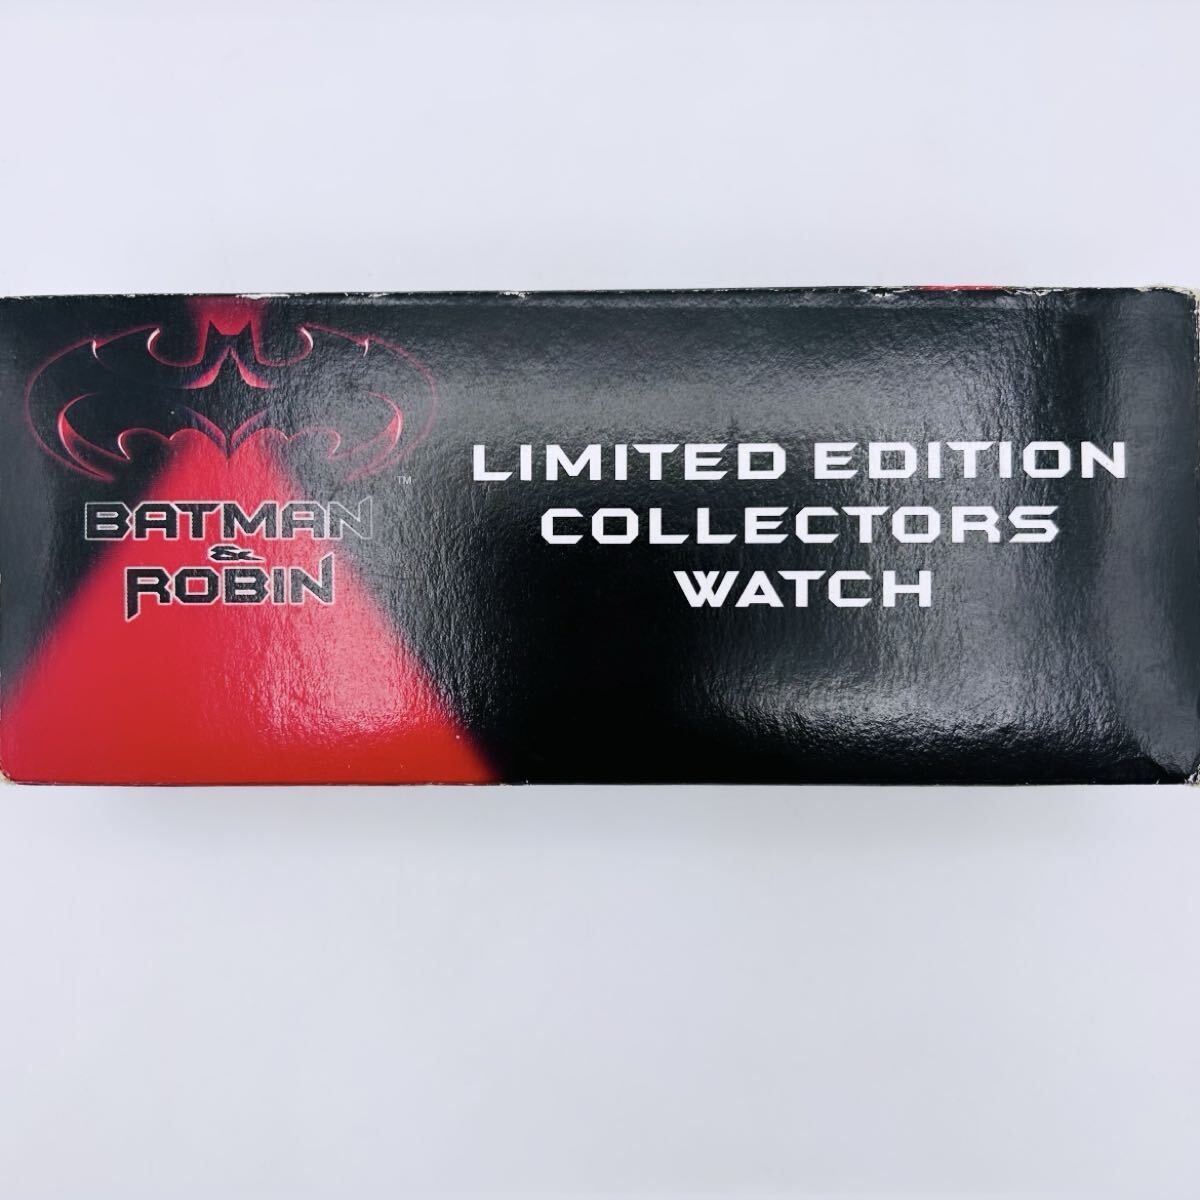 TM
BATMAN
&
ROBIN
LIMITED EDITION
COLLECTORS
WATCH